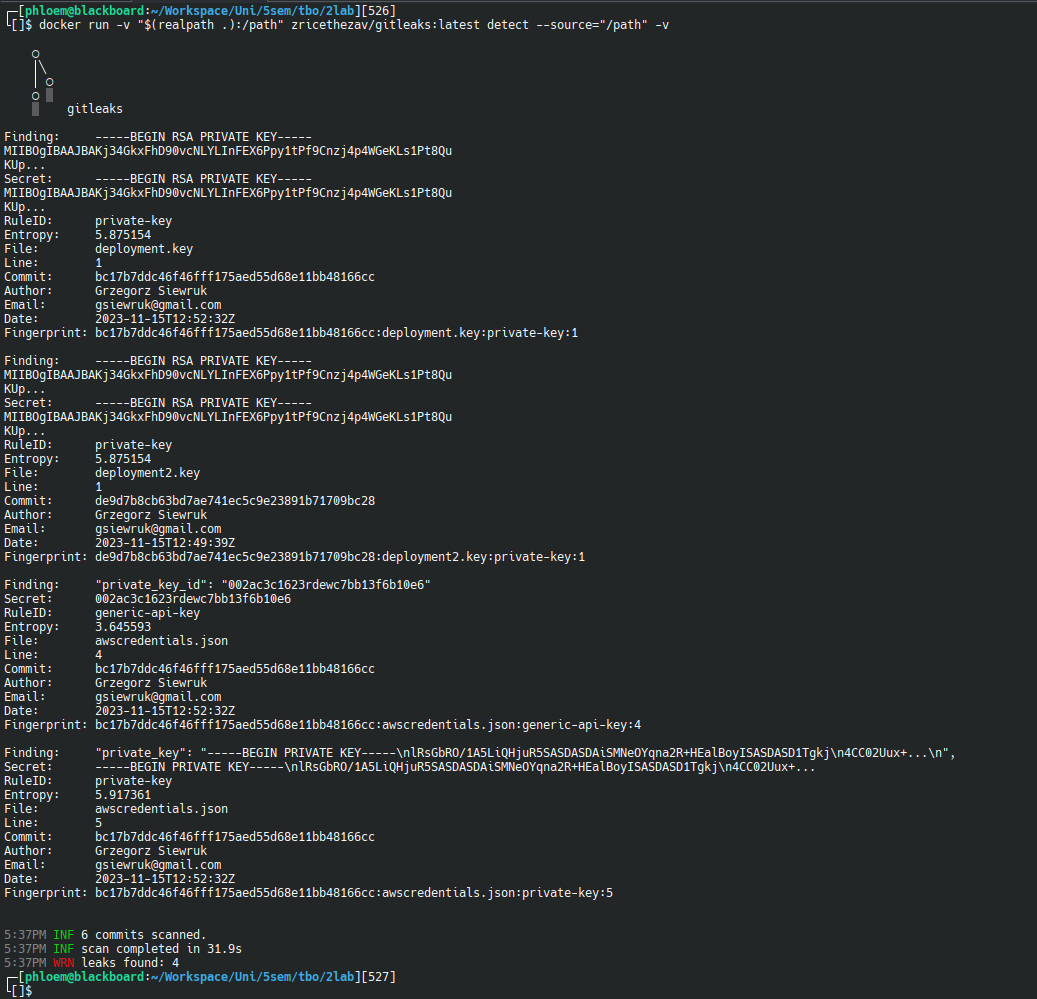 ┌─[phloem@blackboard:~/Workspace/Uni/5sem/tbo/2lab][526]
└[]$ docker run -v "$(realpath .):/path" zricethezav/gitleaks:latest detect --source="/path" -v
○
│╲
│ ○
○ ░
░    gitleaks
Finding:     -----BEGIN RSA PRIVATE KEY-----
MIIBOgIBAAJBAKj34GkxFhD90vcNLYLInFEX6Ppy1tPf9Cnzj4p4WGeKLs1Pt8Qu
KUp...
Secret:      -----BEGIN RSA PRIVATE KEY-----
MIIBOgIBAAJBAKj34GkxFhD90vcNLYLInFEX6Ppy1tPf9Cnzj4p4WGeKLs1Pt8Qu
KUp...
RuleID:      private-key
Entropy:     5.875154
File:        deployment.key
Line:        1
Commit:      bc17b7ddc46f46fff175aed55d68e11bb48166cc
Author:      Grzegorz Siewruk
Email:       gsiewruk@gmail.com
Date:        2023-11-15T12:52:32Z
Fingerprint: bc17b7ddc46f46fff175aed55d68e11bb48166cc:deployment.key:private-key:1
Finding:     -----BEGIN RSA PRIVATE KEY-----
MIIBOgIBAAJBAKj34GkxFhD90vcNLYLInFEX6Ppy1tPf9Cnzj4p4WGeKLs1Pt8Qu
KUp...
Secret:      -----BEGIN RSA PRIVATE KEY-----
MIIBOgIBAAJBAKj34GkxFhD90vcNLYLInFEX6Ppy1tPf9Cnzj4p4WGeKLs1Pt8Qu
KUp...
RuleID:      private-key
Entropy:     5.875154
File:        deployment2.key
Line:        1
Commit:      de9d7b8cb63bd7ae741ec5c9e23891b71709bc28
Author:      Grzegorz Siewruk
Email:       gsiewruk@gmail.com
Date:        2023-11-15T12:49:39Z
Fingerprint: de9d7b8cb63bd7ae741ec5c9e23891b71709bc28:deployment2.key:private-key:1
Finding:     "private_key_id": "002ac3c1623rdewc7bb13f6b10e6"
Secret:      002ac3c1623rdewc7bb13f6b10e6
RuleID:      generic-api-key
Entropy:     3.645593
File:        awscredentials.json
Line:        4
Commit:      bc17b7ddc46f46fff175aed55d68e11bb48166cc
Author:      Grzegorz Siewruk
Email:       gsiewruk@gmail.com
Date:        2023-11-15T12:52:32Z
Fingerprint: bc17b7ddc46f46fff175aed55d68e11bb48166cc:awscredentials.json:generic-api-key:4
Finding:     "private_key": "-----BEGIN PRIVATE KEY-----\nlRsGbRO/1A5LiQHjuR5SASDASDAiSMNeOYqna2R+HEalBoyISASDASD1Tgkj\n4CC02Uux+...\n",
Secret:      -----BEGIN PRIVATE KEY-----\nlRsGbRO/1A5LiQHjuR5SASDASDAiSMNeOYqna2R+HEalBoyISASDASD1Tgkj\n4CC02Uux+...
RuleID:      private-key
Entropy:     5.917361
File:        awscredentials.json
Line:        5
Commit:      bc17b7ddc46f46fff175aed55d68e11bb48166cc
Author:      Grzegorz Siewruk
Email:       gsiewruk@gmail.com
Date:        2023-11-15T12:52:32Z
Fingerprint: bc17b7ddc46f46fff175aed55d68e11bb48166cc:awscredentials.json:private-key:5
5:37PM INF 6 commits scanned.
5:37PM INF scan completed in 31.9s
5:37PM WRN leaks found: 4
┌─[phloem@blackboard:~/Workspace/Uni/5sem/tbo/2lab][527]
└[]$